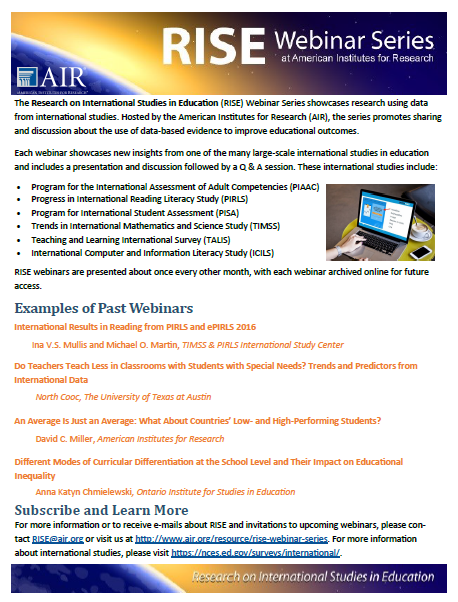 RISE Webinar Series
at American Institutes for Research
AIR
AMERICAN INSTITUTES FOR RESEARCH
The Research on International Studies in Education (RISE) Webinar Series showcases research using data
from international studies. Hosted by the American Institutes for Research (AIR), the series promotes sharing
and discussion about the use of data-based evidence to improve educational outcomes.
Each webinar showcases new insights from one of the many large-scale international studies in education
and includes a presentation and discussion followed by a Q & A session. These international studies include:
• Program for the International Assessment of Adult Competencies (PIAAC)
• Progress in International Reading Literacy Study (PIRLS)
• Program for International Student Assessment (PISA)
• Trends in International Mathematics and Science Study (TIMSS)
• Teaching and Learning International Survey (TALIS)
• International Computer and Information Literacy Study (ICILS)
RISE webinars are presented about once every other month, with each webinar archived online for future
access.
Examples of Past Webinars
International Results in Reading from PIRLS and ePIRLS 2016
Ina V.S. Mullis and Michael O. Martin, TIMSS & PIRLS International Study Center
Do Teachers Teach Less in Classrooms with Students with Special Needs? Trends and Predictors from
International Data
North Cooc, The University of Texas at Austin
An Average Is Just an Average: What About Countries’ Low- and High-Performing Students?
David C. Miller, American Institutes for Research
Different Modes of Curricular Differentiation at the School Level and Their Impact on Educational
Inequality
Anna Katyn Chmielewski, Ontario Institute for Studies in Education
Subscribe and Learn More
For more information or to receive e-mails about RISE and invitations to upcoming webinars, please con-
tact RISE@air.org or visit us at http://www.air.org/resource/rise-webinar-series. For more information
about international studies, please visit https://nces.ed.gov/surveys/international/.
Research on International Studies in Education